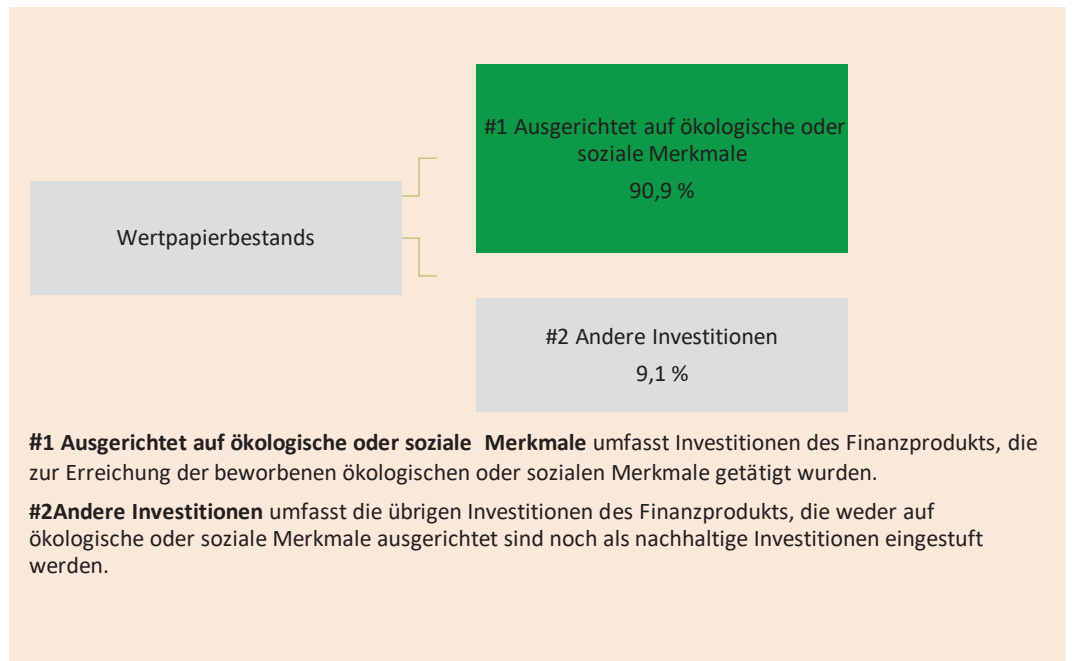 #1 Ausgerichtet auf ökologische oder
soziale Merkmale
90,9 %
Wertpapierbestands
#2 Andere Investitionen
9,1 %
#1 Ausgerichtet auf ökologische oder soziale Merkmale umfasst Investitionen des Finanzprodukts, die
zur Erreichung der beworbenen ökologischen oder sozialen Merkmale getätigt wurden.
#2Andere Investitionen umfasst die übrigen Investitionen des Finanzprodukts, die weder auf
ökologische oder soziale Merkmale ausgerichtet sind noch als nachhaltige Investitionen eingestuft
werden.